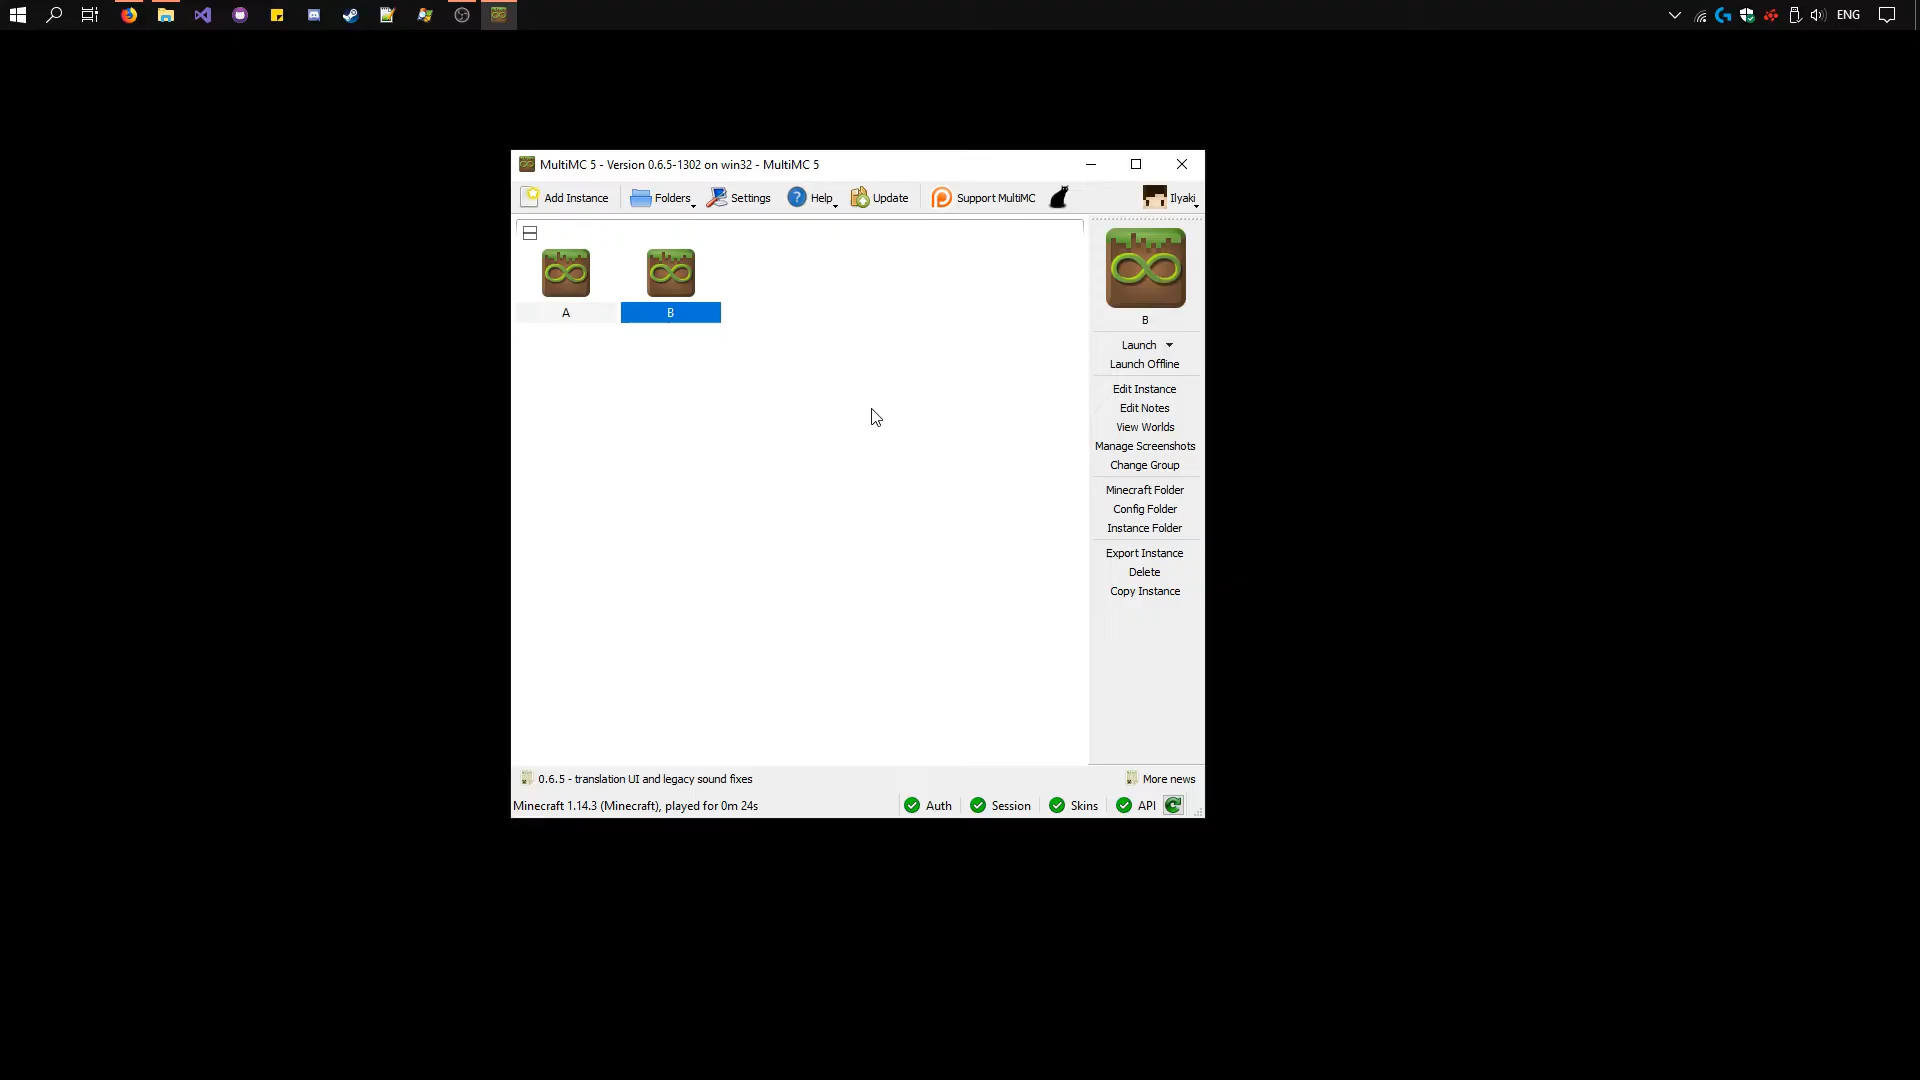 ENG
MultiMC 5 - Version 0.6.5-1302 on win32 - MultiMC 5
Add Instance
Folders
Settings
Help
Update
Support MultiMC
Ilyaki
A
B
B
Launch
Launch Offline
Edit Instance
Edit Notes
View Worlds
Manage Screenshots
Change Group
Minecraft Folder
Config Folder
Instance Folder
Export Instance
Delete
Copy Instance
0.6.5 - translation UI and legacy sound fixes
More news
Minecraft 1.14.3 (Minecraft), played for 0m 24s
Auth
Session
Skins
API